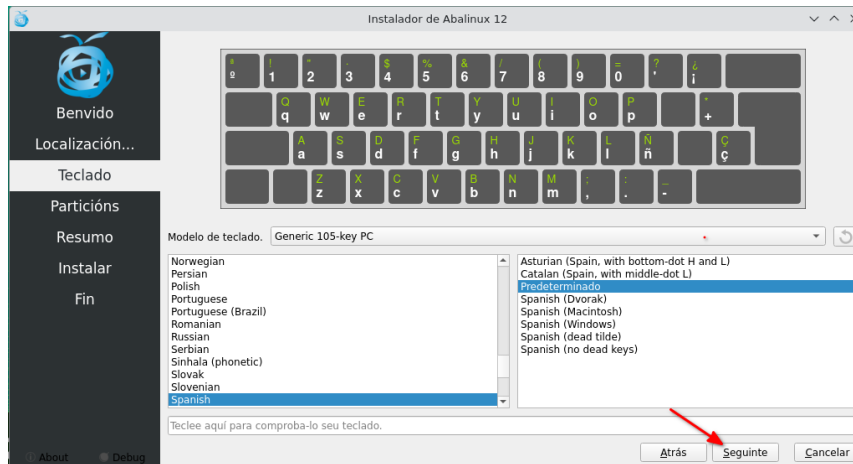 Instalador de Abalinux 12
Benvido
Localización...
Teclado
Particións
Resumo
Instalar
Fin
About
Debug
ª ! " · $ % & / ( ) = ? ¿
º 1 2 3 4 5 6 7 8 9 0 ' ¡
Q W E R T Y U I O P *
q w e r t y u i o p +
A S D F G H J K L Ñ Ç
a s d f g h j k l ñ ç
Z X C V B N M ; : _
z x c v b n m , . -
Modelo de teclado. Generic 105-key PC
Norwegian
Persian
Polish
Portuguese
Portuguese (Brazil)
Romanian
Russian
Serbian
Sinhala (phonetic)
Slovak
Slovenian
Spanish
Asturian (Spain, with bottom-dot H and L)
Catalan (Spain, with middle-dot L)
Predeterminado
Spanish (Dvorak)
Spanish (Macintosh)
Spanish (Windows)
Spanish (dead tilde)
Spanish (no dead keys)
Teclee aquí para comproba-lo seu teclado.
Atrás
Seguinte
Cancelar